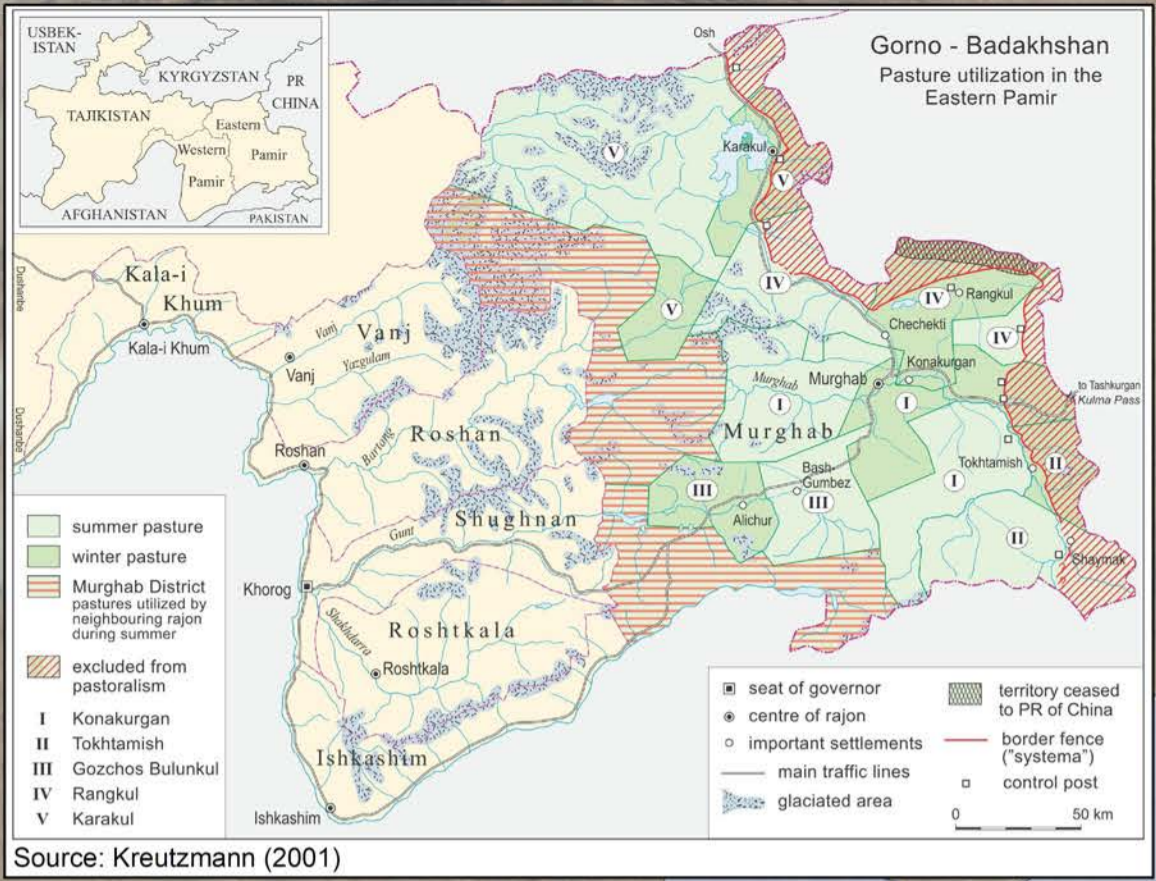 USBEK-
ISTAN
KYRGYZSTAN
PR
CHINA
TAJIKISTAN
Eastern
Western
Pamir
Pamir
AFGHANISTAN
PAKISTAN
Gorno - Badakhshan
Pasture utilization in the
Eastern Pamir
Osh
Karakul
V
V
IV
IV
Rangkul
V
Chechekti
IV
Konakurgan
Murghab
Murghab
I
I
to Tashkurgan
Kulma Pass
Murghab
Dushanbe
Kala-i
Khum
Kala-i Khum
Vanj
Vanj
Vanj
Yazgulam
Dushanbe
Roshan
Bartang
Roshan
Bash-
Gumbez
Tokhtamish
II
I
III
III
Alichur
Shughnan
Gunt
II
Shaymak
Khorog
Shakhdarra
Roshtkala
Roshtkala
Ishkashim
Ishkashim
summer pasture
winter pasture
Murghab District
pastures utilized by
neighbouring rajon
during summer
excluded from
pastoralism
I Konakurgan
II Tokhtamish
III Gozchos Bulunkul
IV Rangkul
V Karakul
seat of governor
centre of rajon
important settlements
main traffic lines
glaciated area
territory ceased
to PR of China
border fence
("systema")
control post
0 50 km
Source: Kreutzmann (2001)